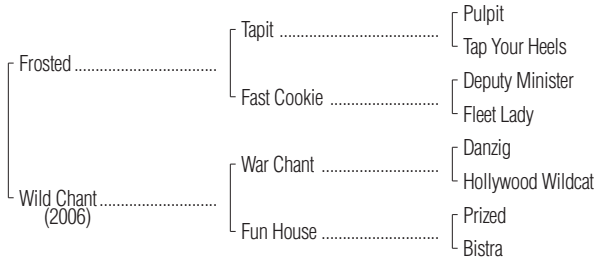 Pulpit
Tapit ......................................
Tap Your Heels
Frosted ..................................
Deputy Minister
Fast Cookie ..........................
Fleet Lady
Danzig
War Chant ............................
Hollywood Wildcat
Wild Chant ............................
(2006)
Prized
Fun House ............................
Bistra